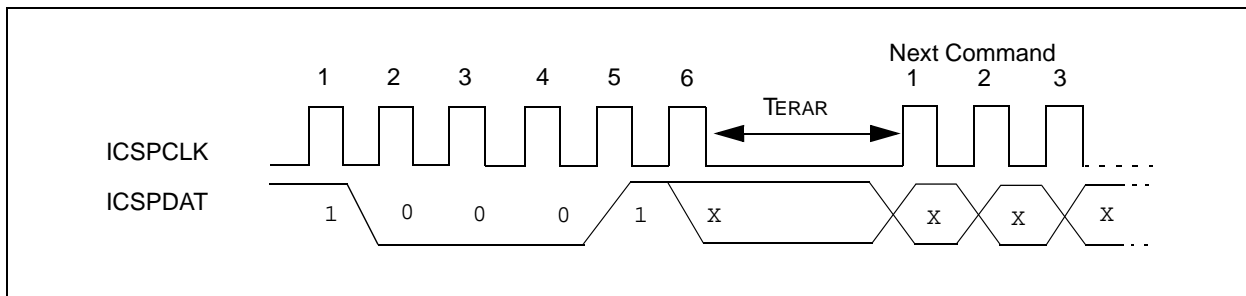 Next Command
1 2 3 4 5 6 1 2 3
TERAR
ICSPCLK
ICSPDAT
1 0 0 0 1 X X X X